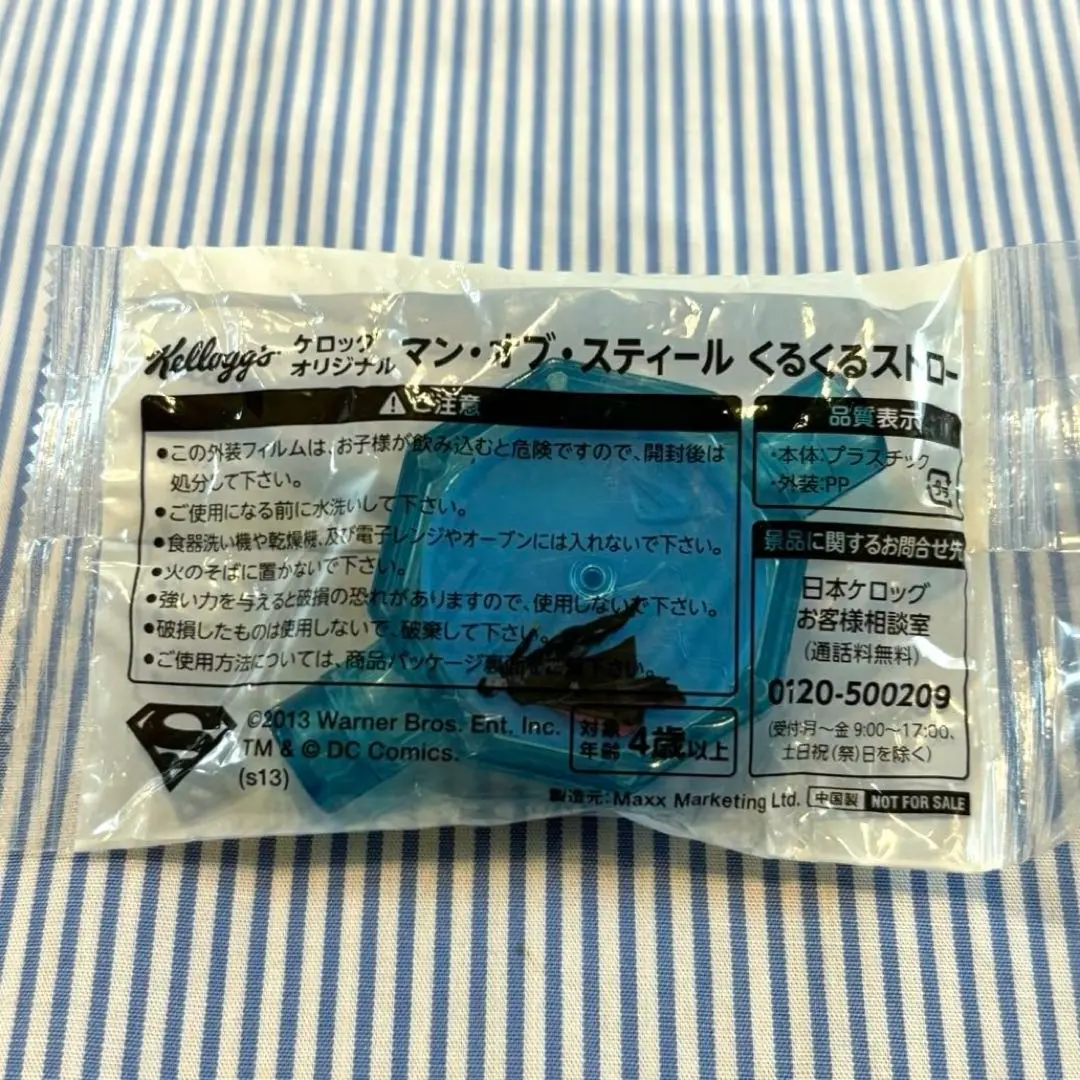 Kellogg's ケロッグ
オリジナル マン・オブ・スティール くるくるストロー
ご注意
●この外装フィルムは、お子様が飲み込むと危険ですので、開封後は
処分して下さい。
●ご使用になる前に水洗いして下さい。
●食器洗い機や乾燥機、及び電子レンジやオーブンには入れないで下さい。
●火のそばに置かないで下さい。
●強い力を与えると破損の恐れがありますので、使用しないで下さい。
●破損したものは使用しないで、破棄して下さい。
●ご使用方法については、商品パッケージ裏面をご覧下さい。
品質表示
・本体:プラスチック
・外装:PP
景品に関するお問合せ先
日本ケロッグ
お客様相談室
(通話料無料)
0120-500209
(受付:月～金 9:00～17:00、
土日祝(祭)日を除く)
©2013 Warner Bros. Ent. Inc.
TM & © DC Comics.
(s13)
対象
年齢 4歳以上
製造元:Maxx Marketing Ltd. 中国製 NOT FOR SALE